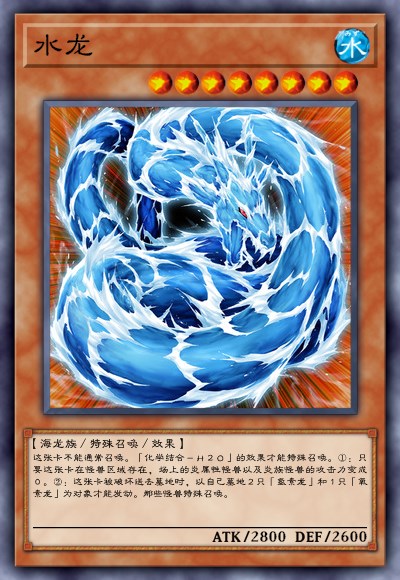 水龙
水
【海龙族/特殊召唤/效果】
这张卡不能通常召唤。「化学结合-H2O」的效果才能特殊召唤。①：只
要这张卡在怪兽区域存在，场上的炎属性怪兽以及炎族怪兽的攻击力变成
0。②：这张卡被破坏送去墓地时，以自己墓地2只「氢素龙」和1只「氧
素龙」为对象才能发动。那些怪兽特殊召唤。
ATK/2800 DEF/2600